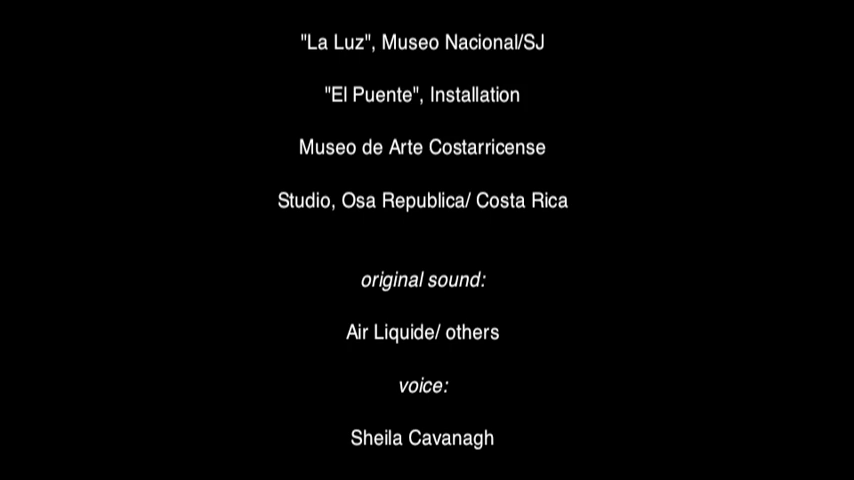 "La Luz", Museo Nacional/SJ
"El Puente", Installation
Museo de Arte Costarricense
Studio, Osa Republica/ Costa Rica
original sound:
Air Liquide/ others
voice:
Sheila Cavanagh